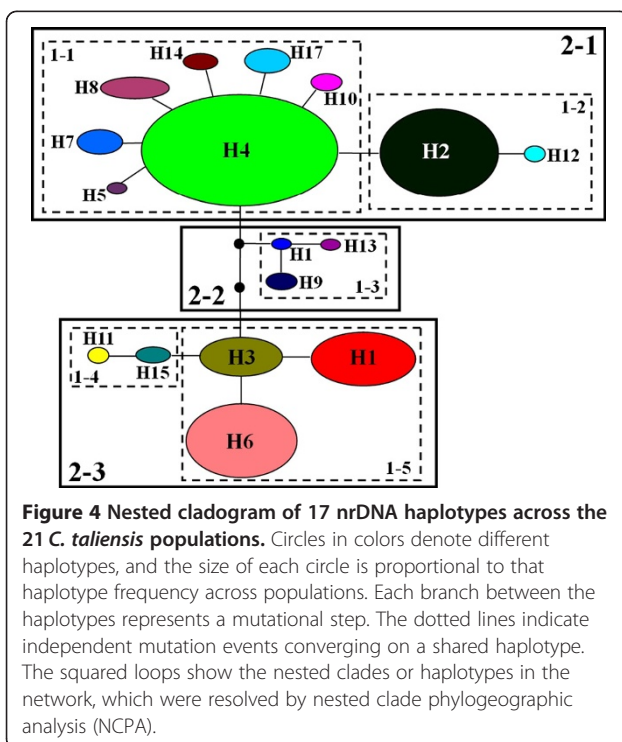 1-1
H14
H17
2-1
H8
H10
1-2
H7
H4
H2
H12
H5
H13
H1
H9
1-3
2-2
H11
H15
1-4
H3
H1
H6
2-3
1-5
Figure 4 Nested cladogram of 17 nrDNA haplotypes across the
21 C. taliensis populations. Circles in colors denote different
haplotypes, and the size of each circle is proportional to that
haplotype frequency across populations. Each branch between the
haplotypes represents a mutational step. The dotted lines indicate
independent mutation events converging on a shared haplotype.
The squared loops show the nested clades or haplotypes in the
network, which were resolved by nested clade phylogeographic
analysis (NCPA).